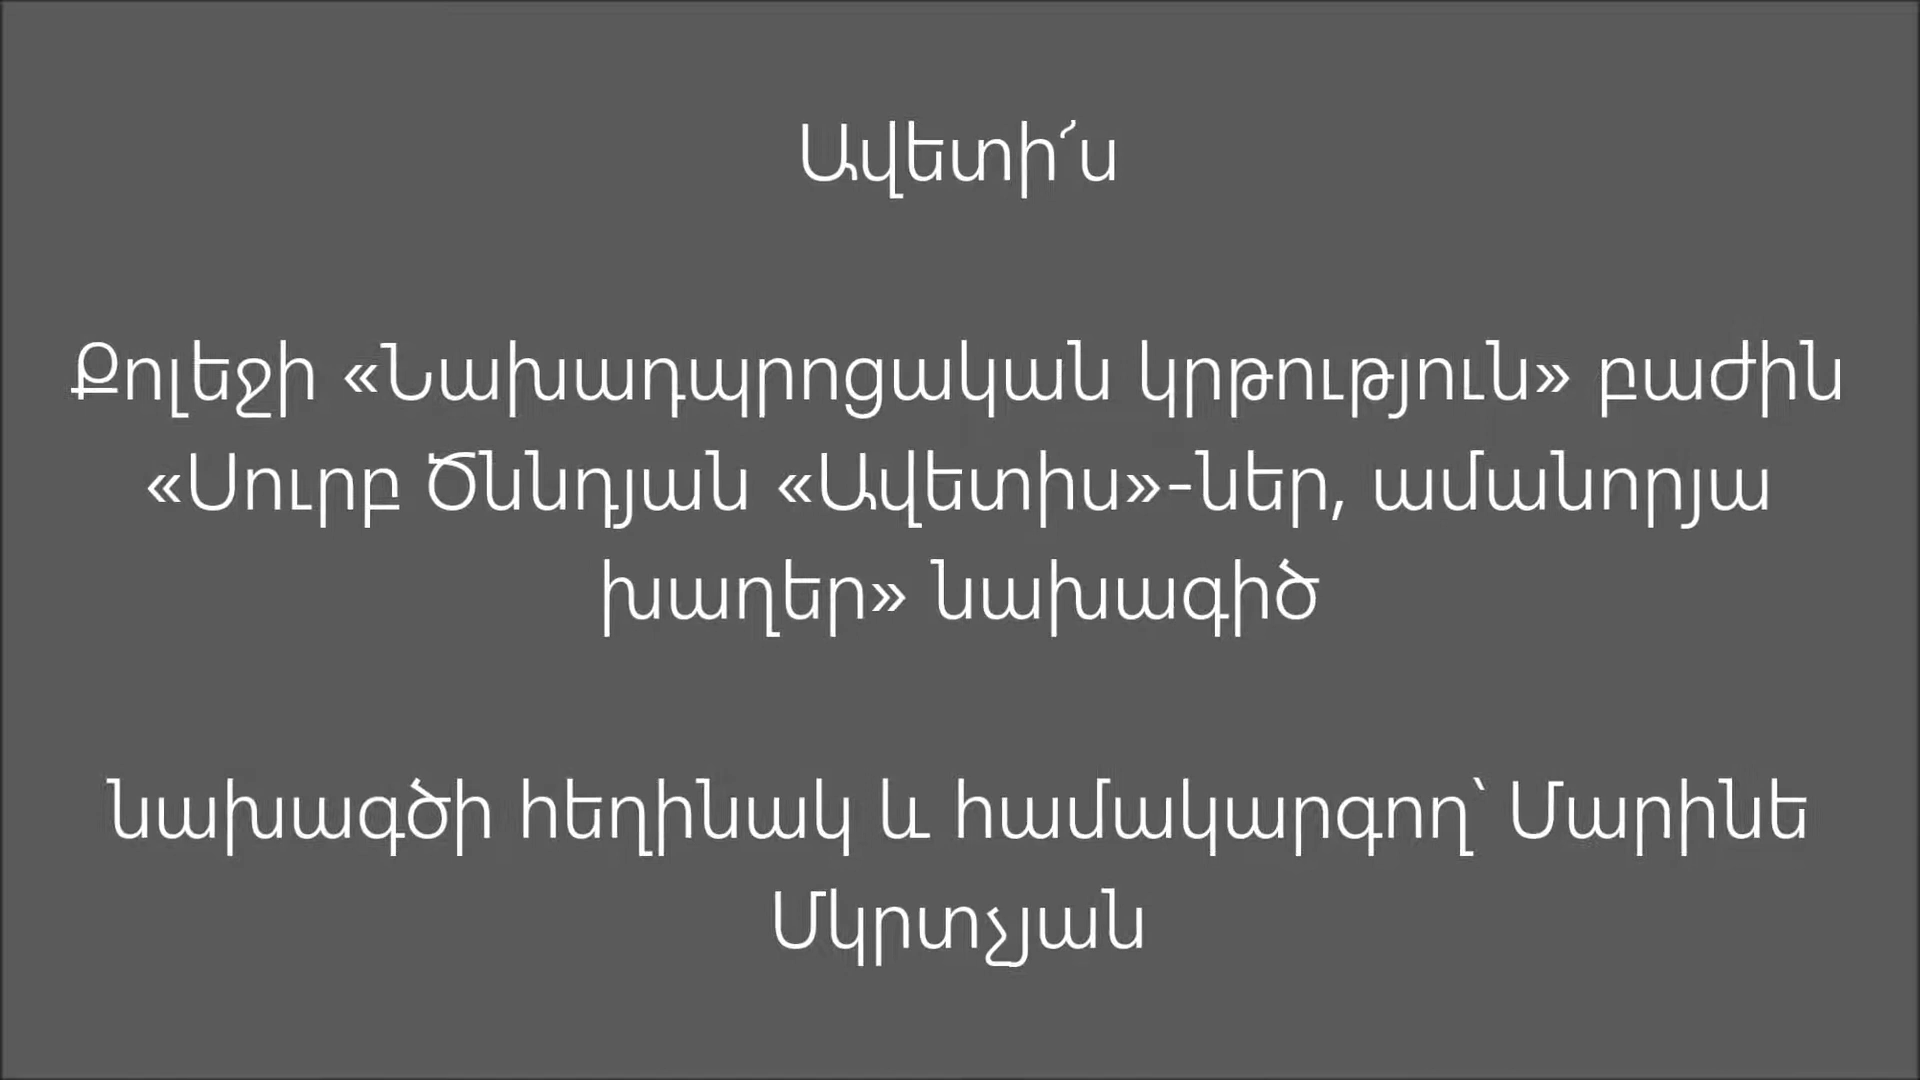 Ավետի՜ս
Քոլեջի «Նախադպրոցական կրթություն» բաժին
«Սուրբ Ծննդյան «Ավետիս»-ներ, ամանորյա
խաղեր» նախագիծ
նախագծի հեղինակ և համակարգող՝ Մարինե
Մկրտչյան